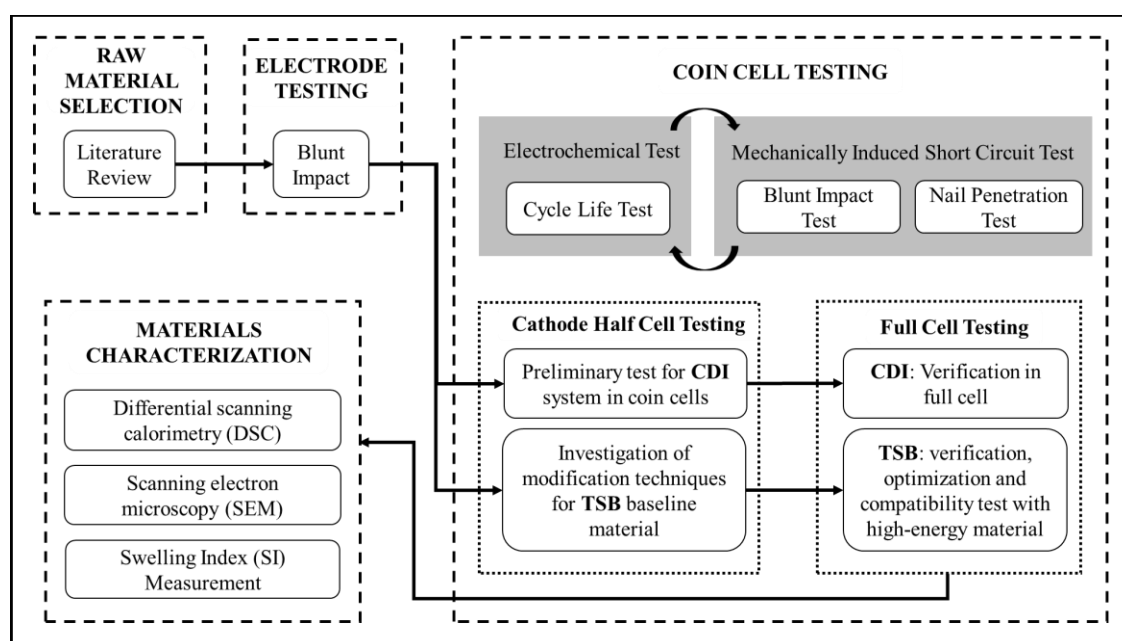 RAW
MATERIAL
SELECTION
Literature
Review
ELECTRODE
TESTING
Blunt
Impact
COIN CELL TESTING
Electrochemical Test
Cycle Life Test
Mechanically Induced Short Circuit Test
Blunt Impact
Test
Nail Penetration
Test
Cathode Half Cell Testing
Preliminary test for CDI
system in coin cells
Investigation of
modification techniques
for TSB baseline
material
Full Cell Testing
CDI: Verification in
full cell
TSB: verification,
optimization and
compatibility test with
high-energy material
MATERIALS
CHARACTERIZATION
Differential scanning
calorimetry (DSC)
Scanning electron
microscopy (SEM)
Swelling Index (SI)
Measurement